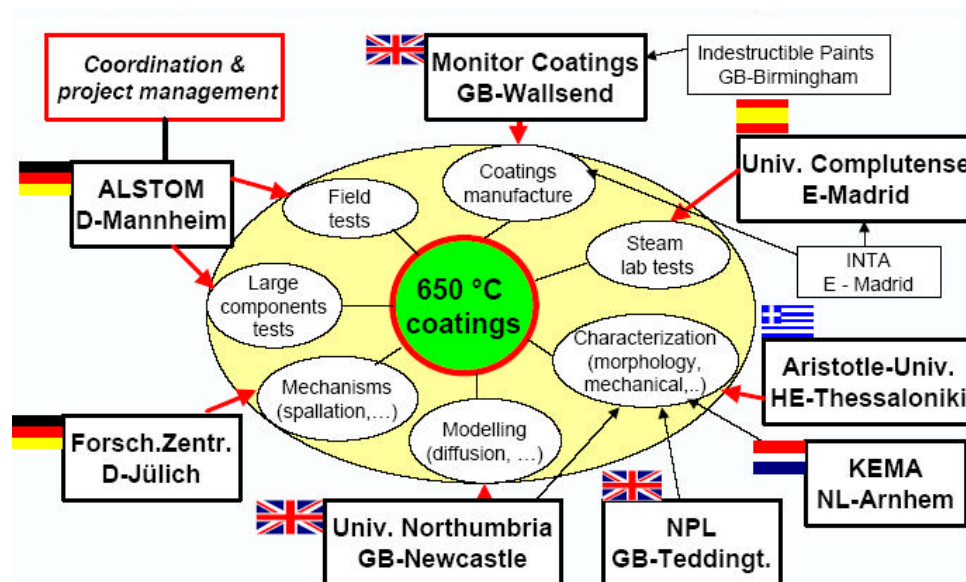 Coordination &
project management
Monitor Coatings
GB-Wallsend
Indestructible Paints
GB-Birmingham
ALSTOM
D-Mannheim
Field
tests
Coatings
manufacture
Univ. Complutense
E-Madrid
Steam
lab tests
INTA
E - Madrid
Large
components
tests
650 °C
coatings
Characterization
(morphology,
mechanical,..)
Aristotle-Univ.
HE-Thessaloniki
Mechanisms
(spallation,…)
Modelling
(diffusion, …)
Forsch.Zentr.
D-Jülich
KEMA
NL-Arnhem
Univ. Northumbria
GB-Newcastle
NPL
GB-Teddingt.